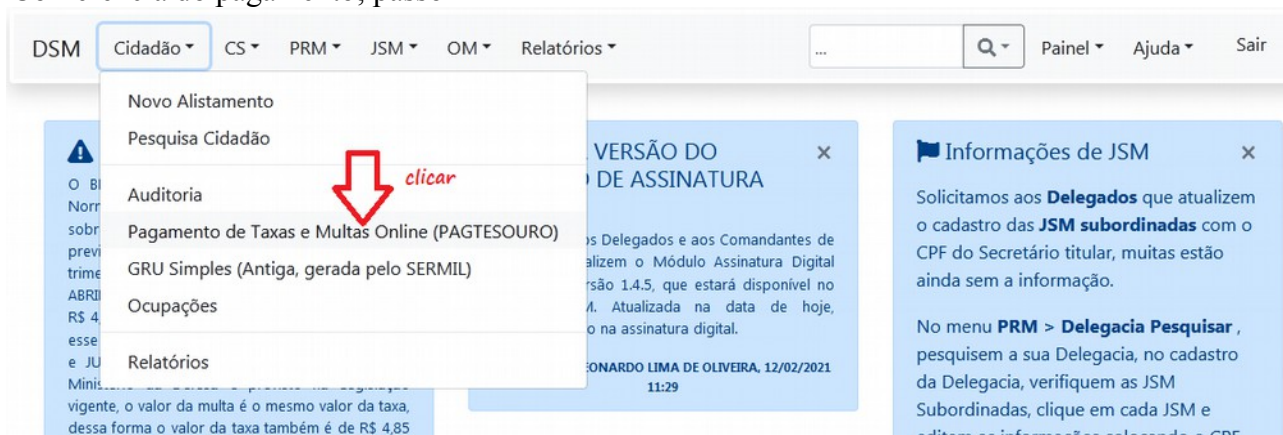 DSM Cidadão CS PRM JSM OM Relatórios ... Painel Ajuda Sair
Novo Alistamento
Pesquisa Cidadão
Auditoria
clicar
Pagamento de Taxas e Multas Online (PAGTESOURO)
GRU Simples (Antiga, gerada pelo SERMIL)
Ocupações
Relatórios
O
sobr
previ
trime
R$ 4
esse
e JU
vigente, o valor da multa é o mesmo valor da taxa,
dessa forma o valor da taxa também é de R$ 4,85
VERSÃO DO ×
DE ASSINATURA
os Delegados e aos Comandantes de
alizem o Módulo Assinatura Digital
rsão 1.4.5, que estará disponível no
M. Atualizada na data de hoje,
o na assinatura digital.
EONARDO LIMA DE OLIVEIRA, 12/02/2021
11:29
Informações de JSM ×
Solicitamos aos Delegados que atualizem
o cadastro das JSM subordinadas com o
CPF do Secretário titular, muitas estão
ainda sem a informação.
No menu PRM > Delegacia Pesquisar ,
pesquisem a sua Delegacia, no cadastro
da Delegacia, verifiquem as JSM
Subordinadas, clique em cada JSM e